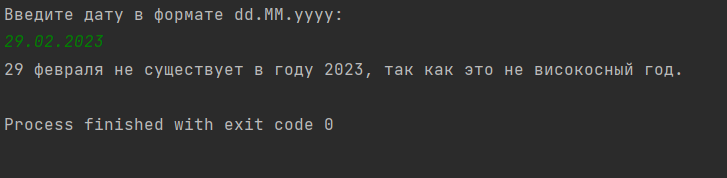 Введите дату в формате dd.MM.yyyy:
29.02.2023
29 февраля не существует в году 2023, так как это не високосный год.
Process finished with exit code 0